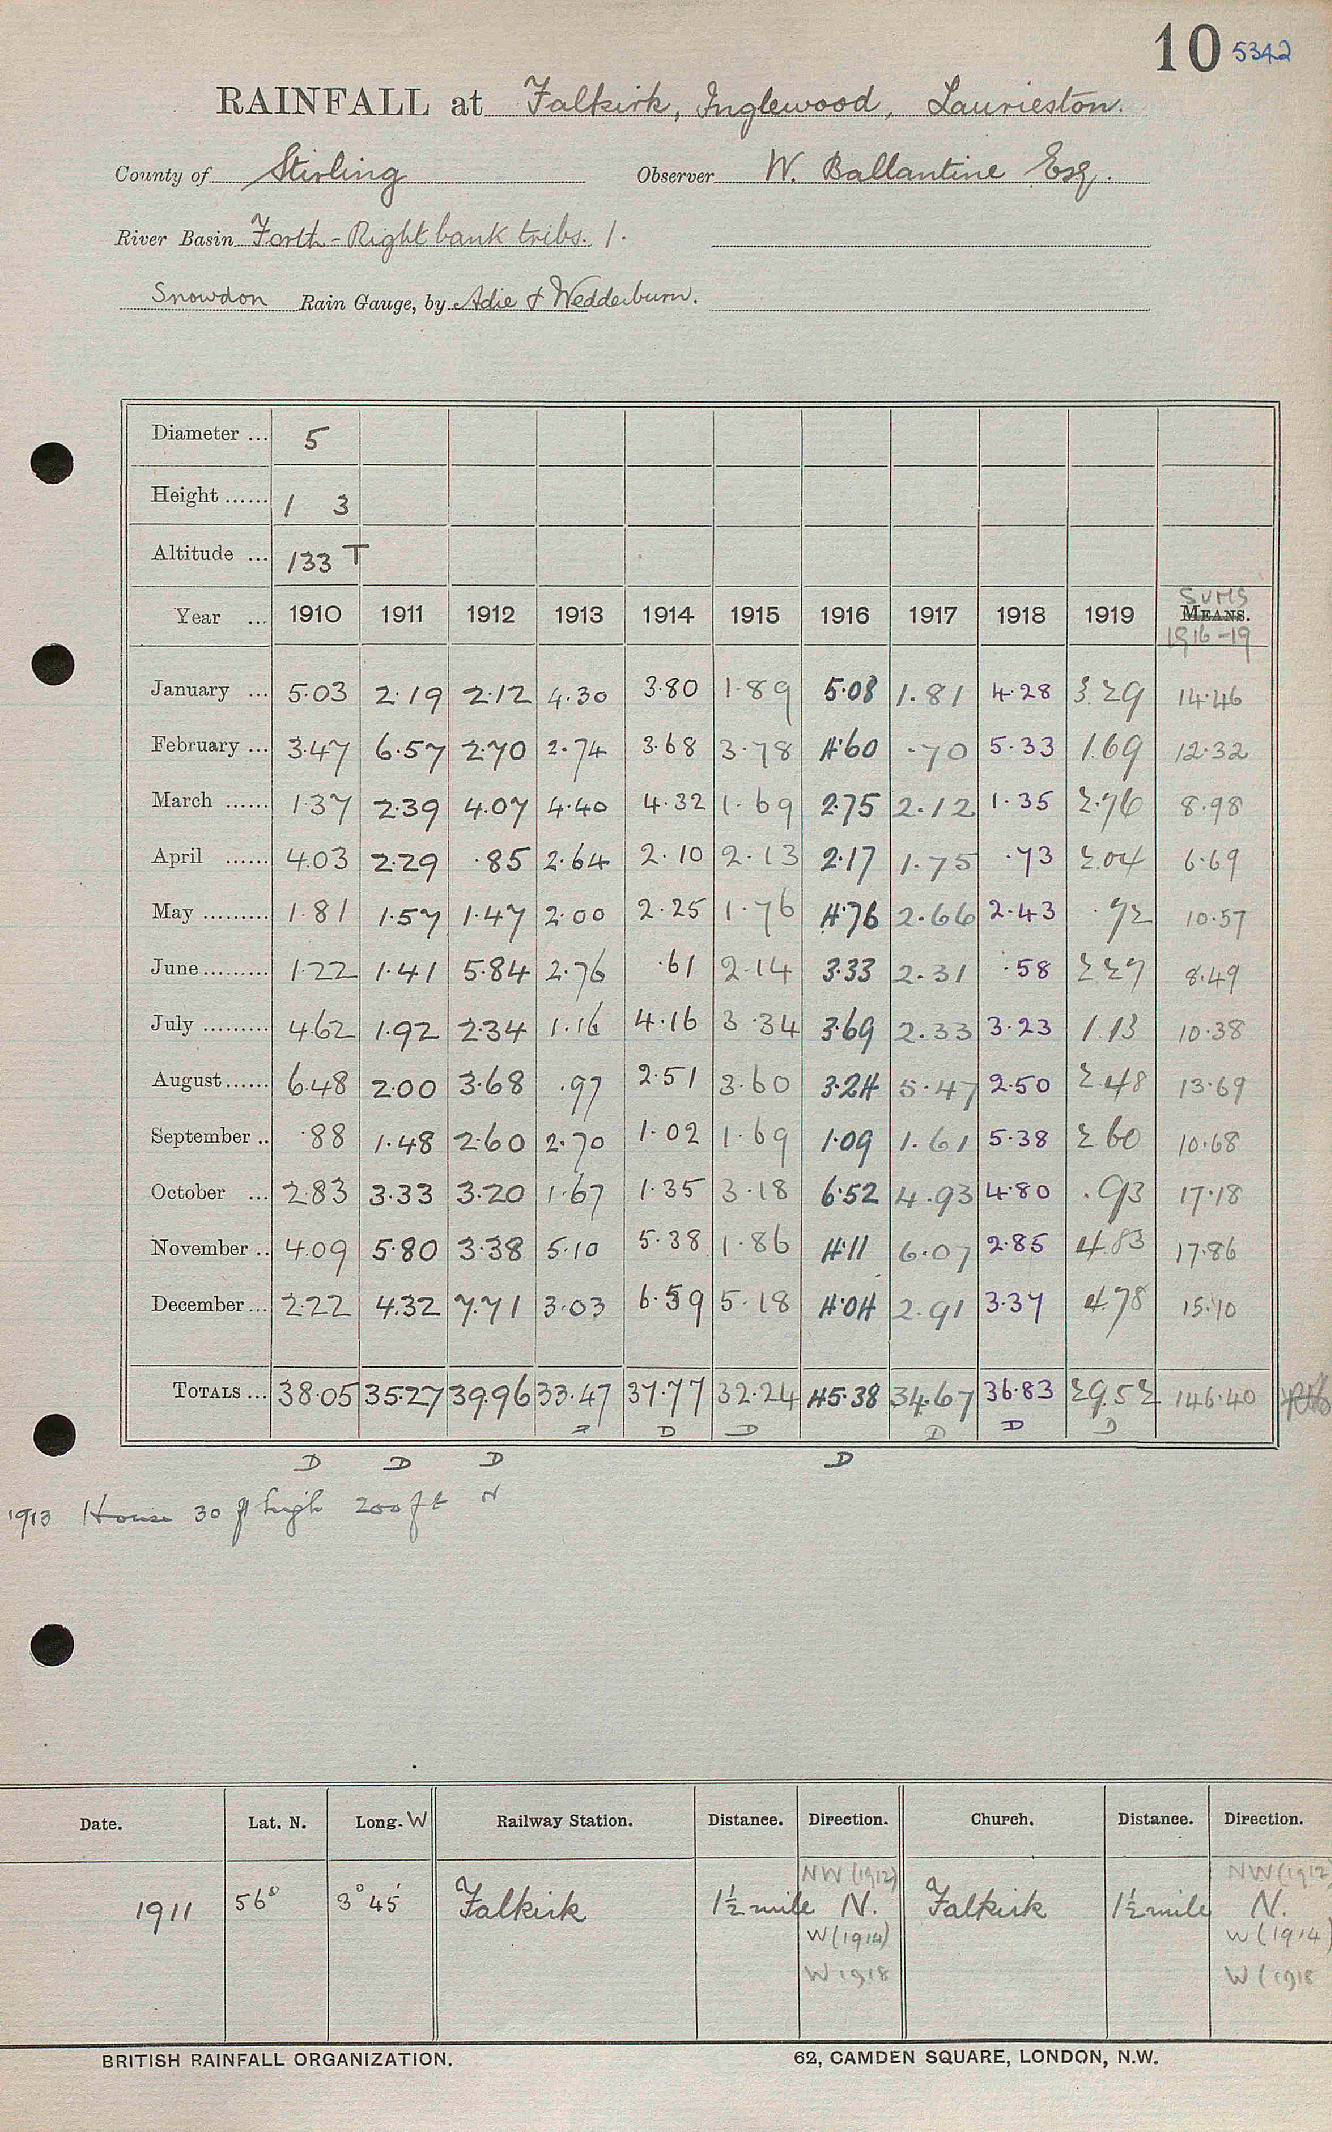 10 5342
RAINFALL at Falkirk, Inglewood, Laurieston.
County of Stirling Observer W. Ballantine Esq.
River Basin Forth - Right bank tribs. 1.
Snowdon Rain Gauge, by Adie & Wedderburn.
Diameter ... 5
Height ...... 1 3
Altitude ... 133 T
SUMS
Year ... 1910 1911 1912 1913 1914 1915 1916 1917 1918 1919 MEANS.
1916-19
January ... 5.03 2.19 2.12 4.30 3.80 1.89 5.08 1.81 4.28 3.29 14.46
February ... 3.47 6.57 2.70 2.74 3.68 3.78 4.60 .70 5.33 1.69 12.32
March ...... 1.37 2.39 4.07 4.40 4.32 1.69 2.75 2.12 1.35 2.76 8.98
April ...... 4.03 2.29 .85 2.64 2.10 2.13 2.17 1.75 .73 2.04 6.69
May ......... 1.81 1.57 1.47 2.00 2.25 1.76 4.76 2.66 2.43 .72 10.57
June ......... 1.22 1.41 5.84 2.76 .61 2.14 3.33 2.31 .58 2.27 8.49
July ......... 4.62 1.92 2.34 1.16 4.16 3.34 3.69 2.33 3.23 1.13 10.38
August ...... 6.48 2.00 3.68 .97 2.51 3.60 3.24 5.47 2.50 2.48 13.69
September .. .88 1.48 2.60 2.70 1.02 1.69 1.09 1.61 5.38 2.60 10.68
October ... 2.83 3.33 3.20 1.67 1.35 3.18 6.52 4.93 4.80 .93 17.18
November .. 4.09 5.80 3.38 5.10 5.38 1.86 4.11 6.07 2.85 4.83 17.86
December ... 2.22 4.32 7.71 3.03 6.59 5.18 4.04 2.91 3.37 4.78 15.10
TOTALS ... 38.05 35.27 39.96 33.47 37.77 32.24 45.38 34.67 36.83 29.52 146.40
D D D D D
D D D D
1913 House 30 ft high 200 ft N
Date. Lat. N. Long. W Railway Station. Distance. Direction. Church. Distance. Direction.
NW (1912) NW (1912)
1911 56° 3° 45' Falkirk 1½ mile N. Falkirk 1½ mile N.
W (1914) W (1914)
W 1918 W (1918
BRITISH RAINFALL ORGANIZATION. 62, CAMDEN SQUARE, LONDON, N.W.